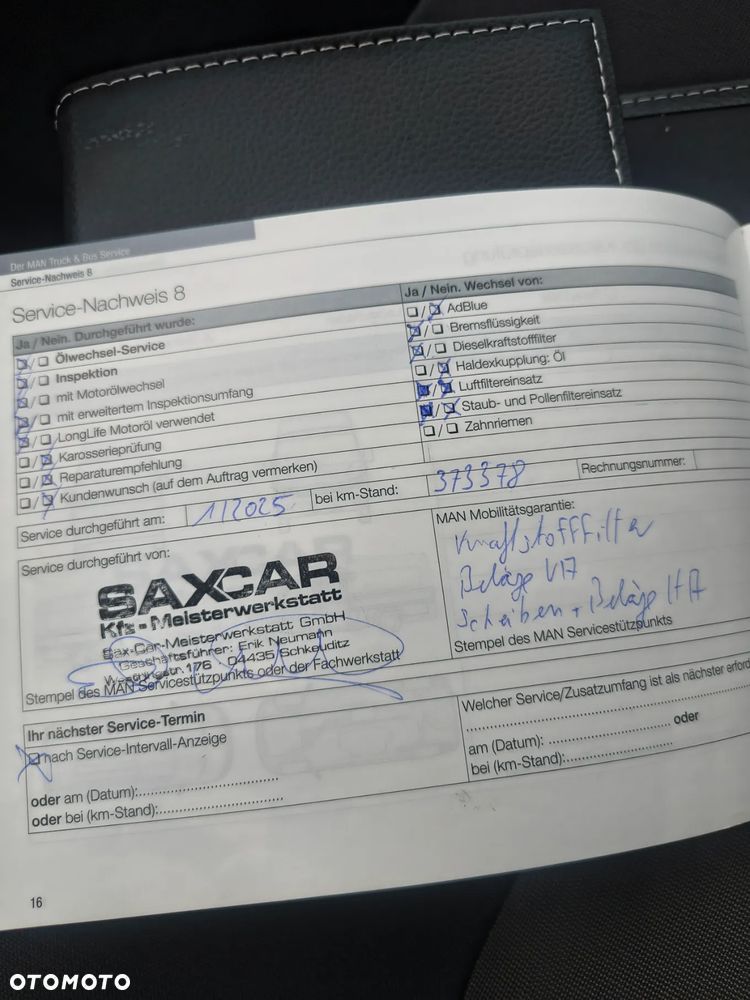 Der MAN Truck & Bus Service
Service-Nachweis 8
Service-Nachweis 8
Ja / Nein. Durchgeführt wurde:
Ölwechsel-Service
Inspektion
mit Motorölwechsel
mit erweitertem Inspektionsumfang
LongLife Motoröl verwendet
Karosserieprüfung
Reparaturempfehlung
Kundenwunsch (auf dem Auftrag vermerken)
Ja / Nein. Wechsel von:
AdBlue
Bremsflüssigkeit
Dieselkraftstofffilter
Haldexkupplung: Öl
Luftfiltereinsatz
Staub- und Pollenfiltereinsatz
Zahnriemen
Service durchgeführt am: 1/2025 bei km-Stand: 373378 Rechnungsnummer:
Service durchgeführt von:
SAXCAR
Kfz-Meisterwerkstatt
Sax-Car-Meisterwerkstatt GmbH
Geschäftsführer: Erik Neumann
176 04435 Schkeuditz
Stempel des MAN Servicestützpunkts oder der Fachwerkstatt
MAN Mobilitätsgarantie:
Kraftstofffilter
Beläge VA
Scheiben + Beläge HA
Stempel des MAN Servicestützpunkts
Ihr nächster Service-Termin
nach Service-Intervall-Anzeige
oder am (Datum):
oder bei (km-Stand):
Welcher Service/Zusatzumfang ist als nächster
am (Datum): oder
bei (km-Stand):
16
OTOMOTO